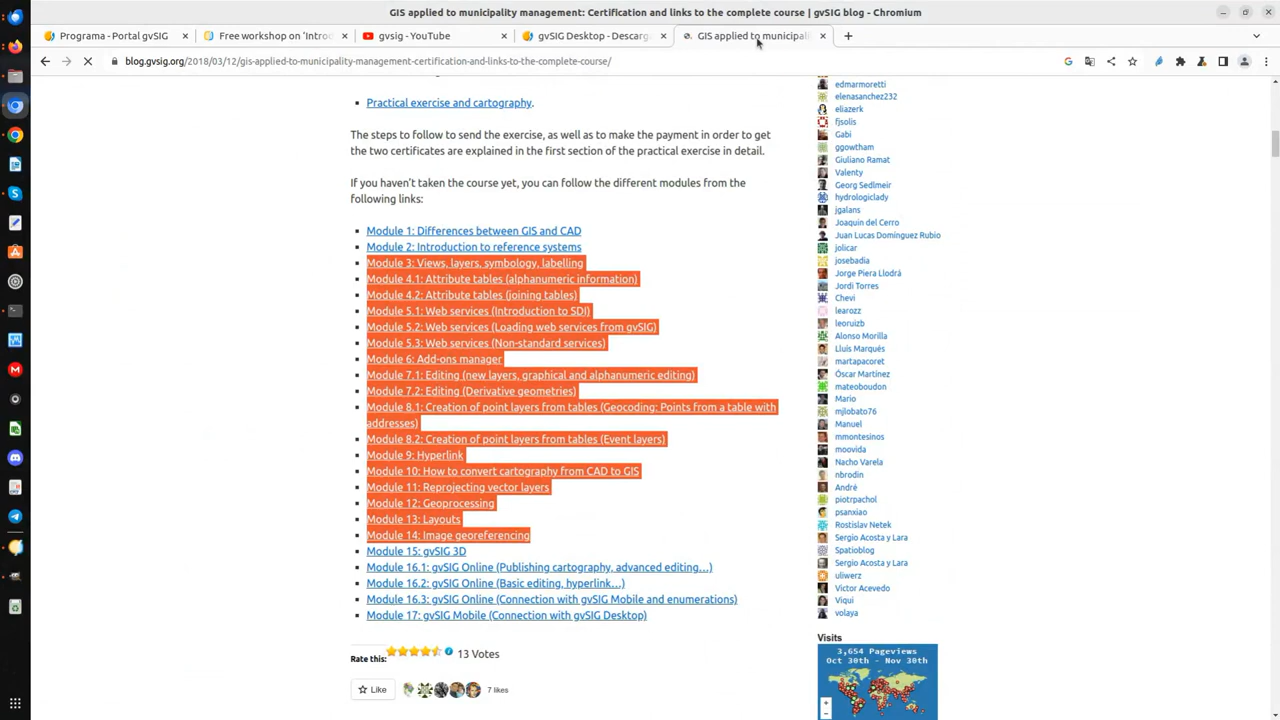 GIS applied to municipality management: Certification and links to the complete course | gvSIG blog - Chromium
Programa - Portal gvSIG
Free workshop on 'Introd
gvsig - YouTube
gvSIG Desktop - Descarg
GIS applied to municipali
blog.gvsig.org/2018/03/12/gis-applied-to-municipality-management-certification-and-links-to-the-complete-course/
Practical exercise and cartography.
The steps to follow to send the exercise, as well as to make the payment in order to get
the two certificates are explained in the first section of the practical exercise in detail.
If you haven't taken the course yet, you can follow the different modules from the
following links:
Module 1: Differences between GIS and CAD
Module 2: Introduction to reference systems
Module 3: Views, layers, symbology, labelling
Module 4.1: Attribute tables (alphanumeric information)
Module 4.2: Attribute tables (joining tables)
Module 5.1: Web services (Introduction to SDI)
Module 5.2: Web services (Loading web services from gvSIG)
Module 5.3: Web services (Non-standard services)
Module 6: Add-ons manager
Module 7.1: Editing (new layers, graphical and alphanumeric editing)
Module 7.2: Editing (Derivative geometries)
Module 8.1: Creation of point layers from tables (Geocoding: Points from a table with
addresses)
Module 8.2: Creation of point layers from tables (Event layers)
Module 9: Hyperlink
Module 10: How to convert cartography from CAD to GIS
Module 11: Reprojecting vector layers
Module 12: Geoprocessing
Module 13: Layouts
Module 14: Image georeferencing
Module 15: gvSIG 3D
Module 16.1: gvSIG Online (Publishing cartography, advanced editing…)
Module 16.2: gvSIG Online (Basic editing, hyperlink…)
Module 16.3: gvSIG Online (Connection with gvSIG Mobile and enumerations)
Module 17: gvSIG Mobile (Connection with gvSIG Desktop)
Rate this:
13 Votes
Like
7 likes
edmarmoretti
elenasanchez232
eliazerk
fjsolis
Gabi
ggowtham
Giuliano Ramat
Valenty
Georg Sedlmeir
hydrologiclady
jgalans
Joaquin del Cerro
Juan Lucas Domínguez Rubio
jolicar
josebadia
Jorge Piera Llodrá
Jordi Torres
Chevi
learozz
leoruizb
Alonso Morilla
Lluís Marqués
martapacoret
Óscar Martínez
mateoboudon
Mario
mjlobato76
Manuel
mmontesinos
moovida
Nacho Varela
nbrodin
André
piotrpachol
psanxiao
Rostislav Netek
Sergio Acosta y Lara
Spatioblog
Sergio Acosta y Lara
uliwerz
Victor Acevedo
Viqui
volaya
Visits
3,654 Pageviews
Oct 30th - Nov 30th